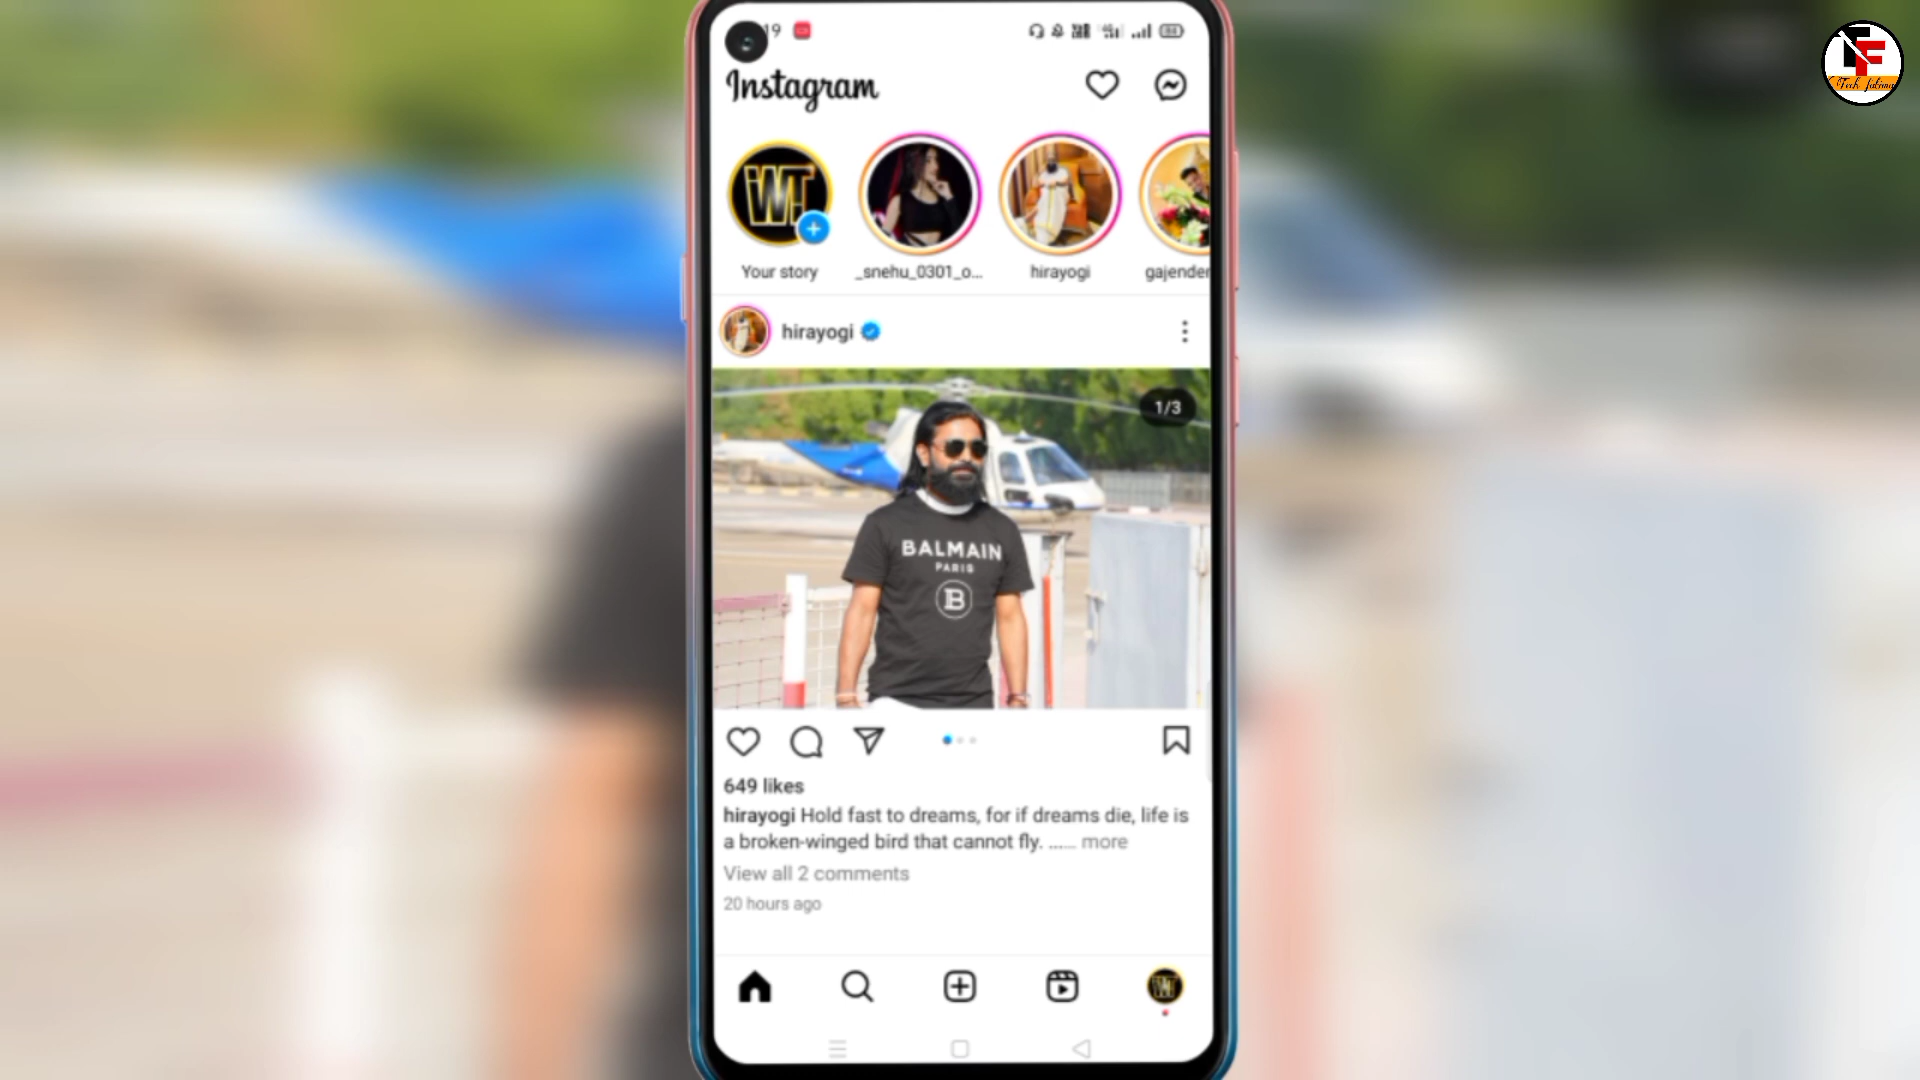 19
Instagram
Your story
_snehu_0301_o...
hirayogi
gajender
hirayogi
1/3
BALMAIN
PARIS
B
649 likes
hirayogi Hold fast to dreams, for if dreams die, life is
a broken-winged bird that cannot fly. ...... more
View all 2 comments
20 hours ago